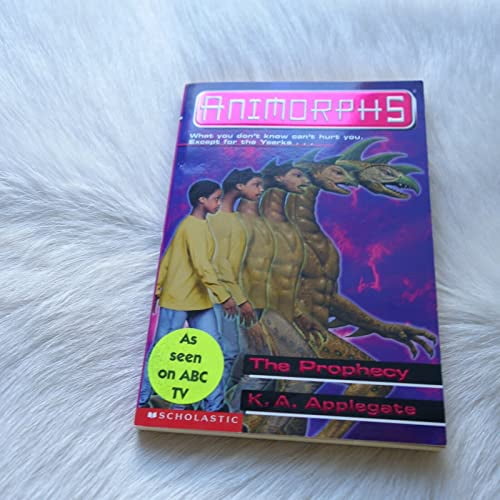 ANIMORPHS
What you don't know can't hurt you.
Except for the Yeerks . . .
As
seen
on ABC
TV
The Prophecy
K. A. Applegate
SCHOLASTIC